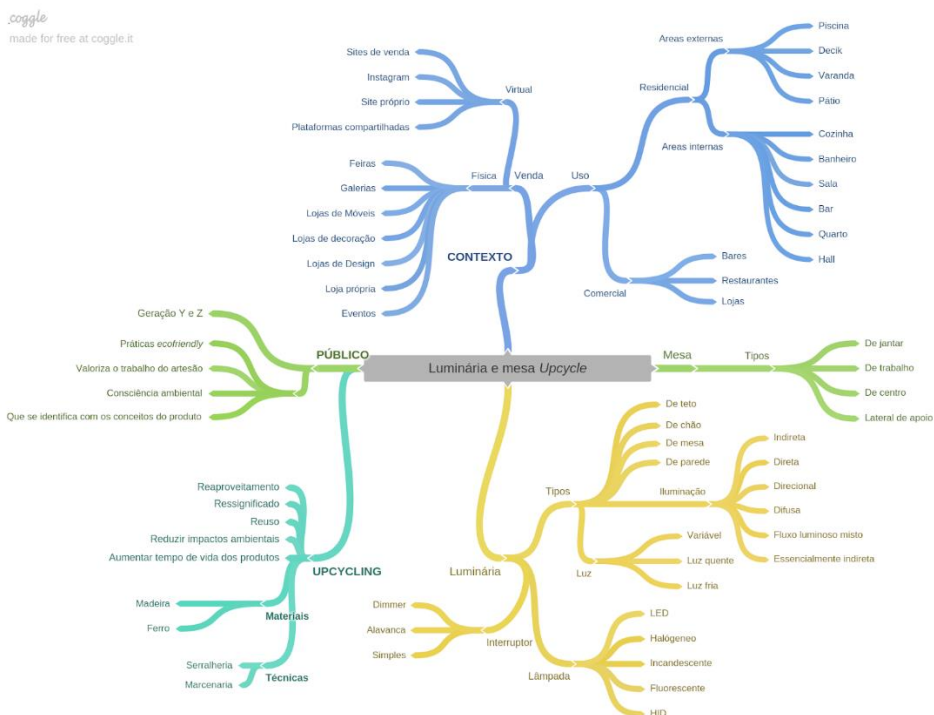 coggle
made for free at coggle.it
Sites de venda
Instagram
Site próprio
Plataformas compartilhadas
Virtual
Feiras
Galerias
Lojas de Móveis
Lojas de decoração
Lojas de Design
Loja própria
Eventos
Física
Venda
CONTEXTO
Uso
Residencial
Areas externas
Piscina
Decik
Varanda
Pátio
Areas internas
Cozinha
Banheiro
Sala
Bar
Quarto
Hall
Comercial
Bares
Restaurantes
Lojas
Geração Y e Z
Práticas ecofriendly
Valoriza o trabalho do artesão
Consciência ambiental
Que se identifica com os conceitos do produto
PÚBLICO
Luminária e mesa Upcycle
Mesa
Tipos
De jantar
De trabalho
De centro
Lateral de apoio
Reaproveitamento
Ressignificado
Reuso
Reduzir impactos ambientais
Aumentar tempo de vida dos produtos
UPCYCLING
Madeira
Ferro
Materiais
Serralheria
Marcenaria
Técnicas
Luminária
Tipos
De teto
De chão
De mesa
De parede
Iluminação
Indireta
Direta
Direcional
Difusa
Fluxo luminoso misto
Essencialmente indireta
Luz
Variável
Luz quente
Luz fria
Dimmer
Alavanca
Simples
Interruptor
Lâmpada
LED
Halógeneo
Incandescente
Fluorescente
HID